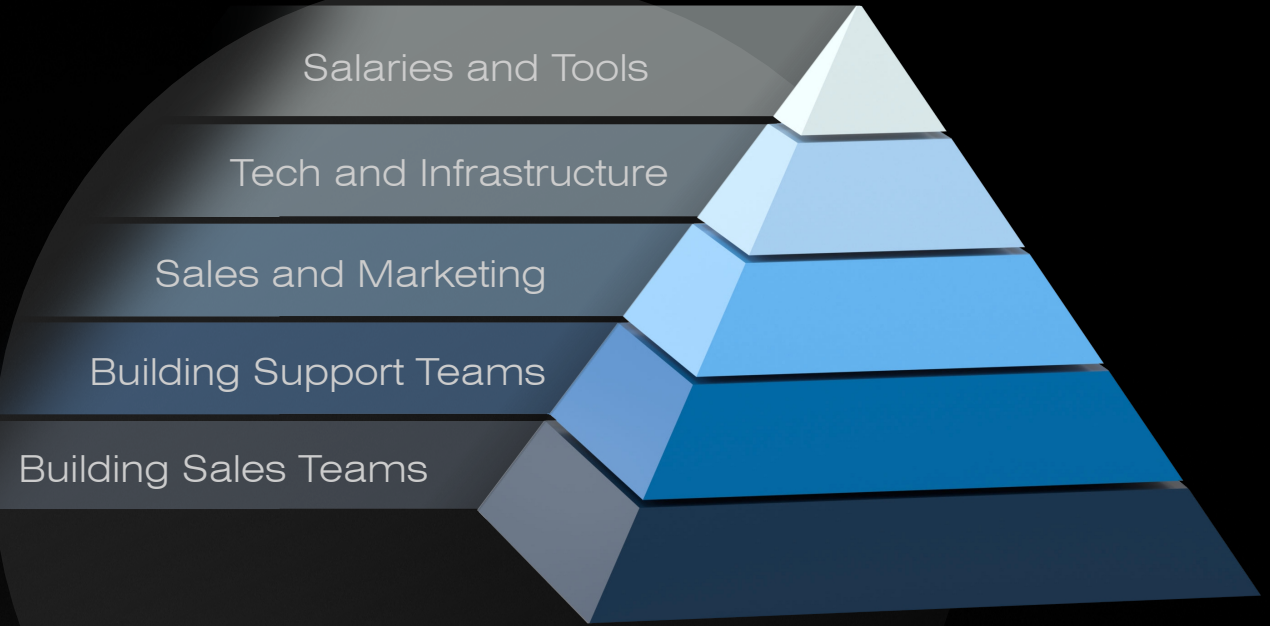 Salaries and Tools
Tech and Infrastructure
Sales and Marketing
Building Support Teams
Building Sales Teams